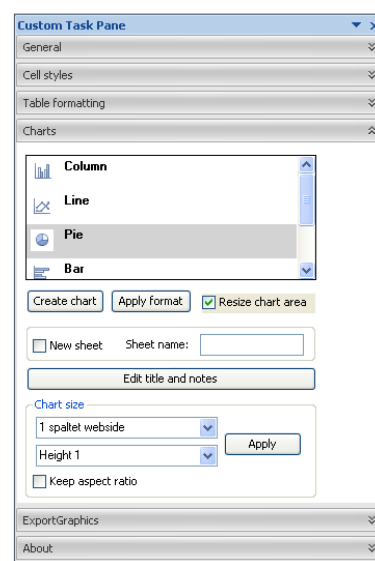 Custom Task Pane
General
Cell styles
Table formatting
Charts
Column
Line
Pie
Bar
Create chart Apply format Resize chart area
New sheet Sheet name:
Edit title and notes
Chart size
1 spaltet webside
Apply
Height 1
Keep aspect ratio
ExportGraphics
About